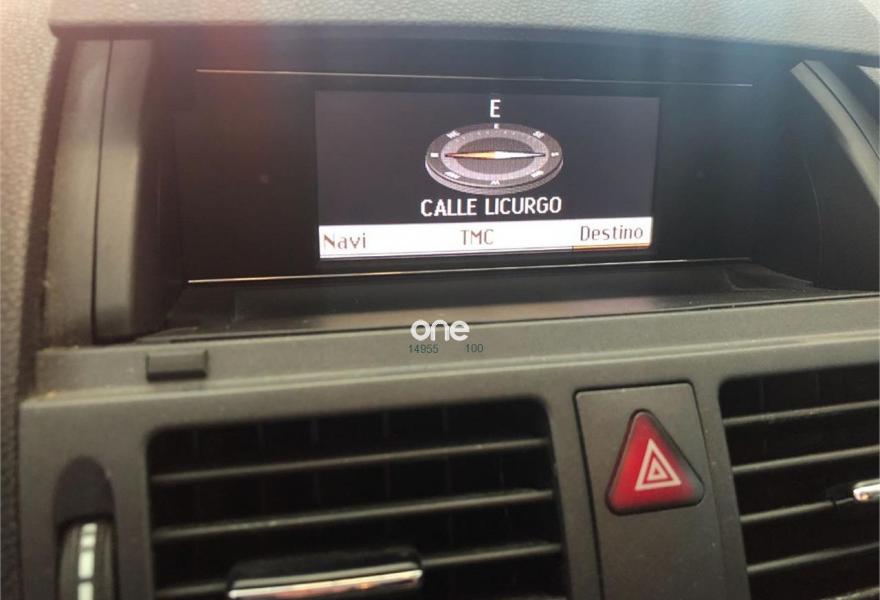 E
CALLE LICURGO
Navi TMC Destino
one
14955 100